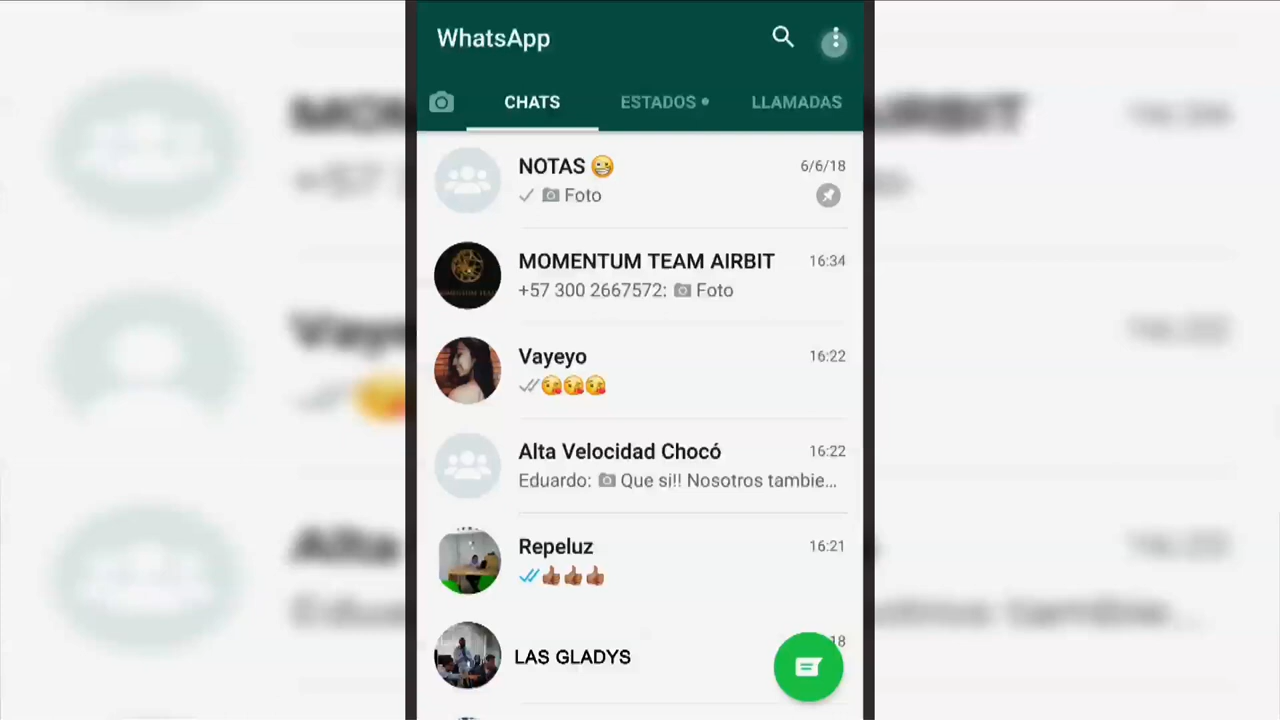 WhatsApp
CHATS
ESTADOS •
LLAMADAS
NOTAS 😁
6/6/18
Foto
MOMENTUM TEAM AIRBIT
16:34
+57 300 2667572: Foto
Vayeyo
16:22
😘😘😘
Alta Velocidad Chocó
16:22
Eduardo: Que si!! Nosotros tambie...
Repeluz
16:21
👍🏽👍🏽👍🏽
LAS GLADYS
18